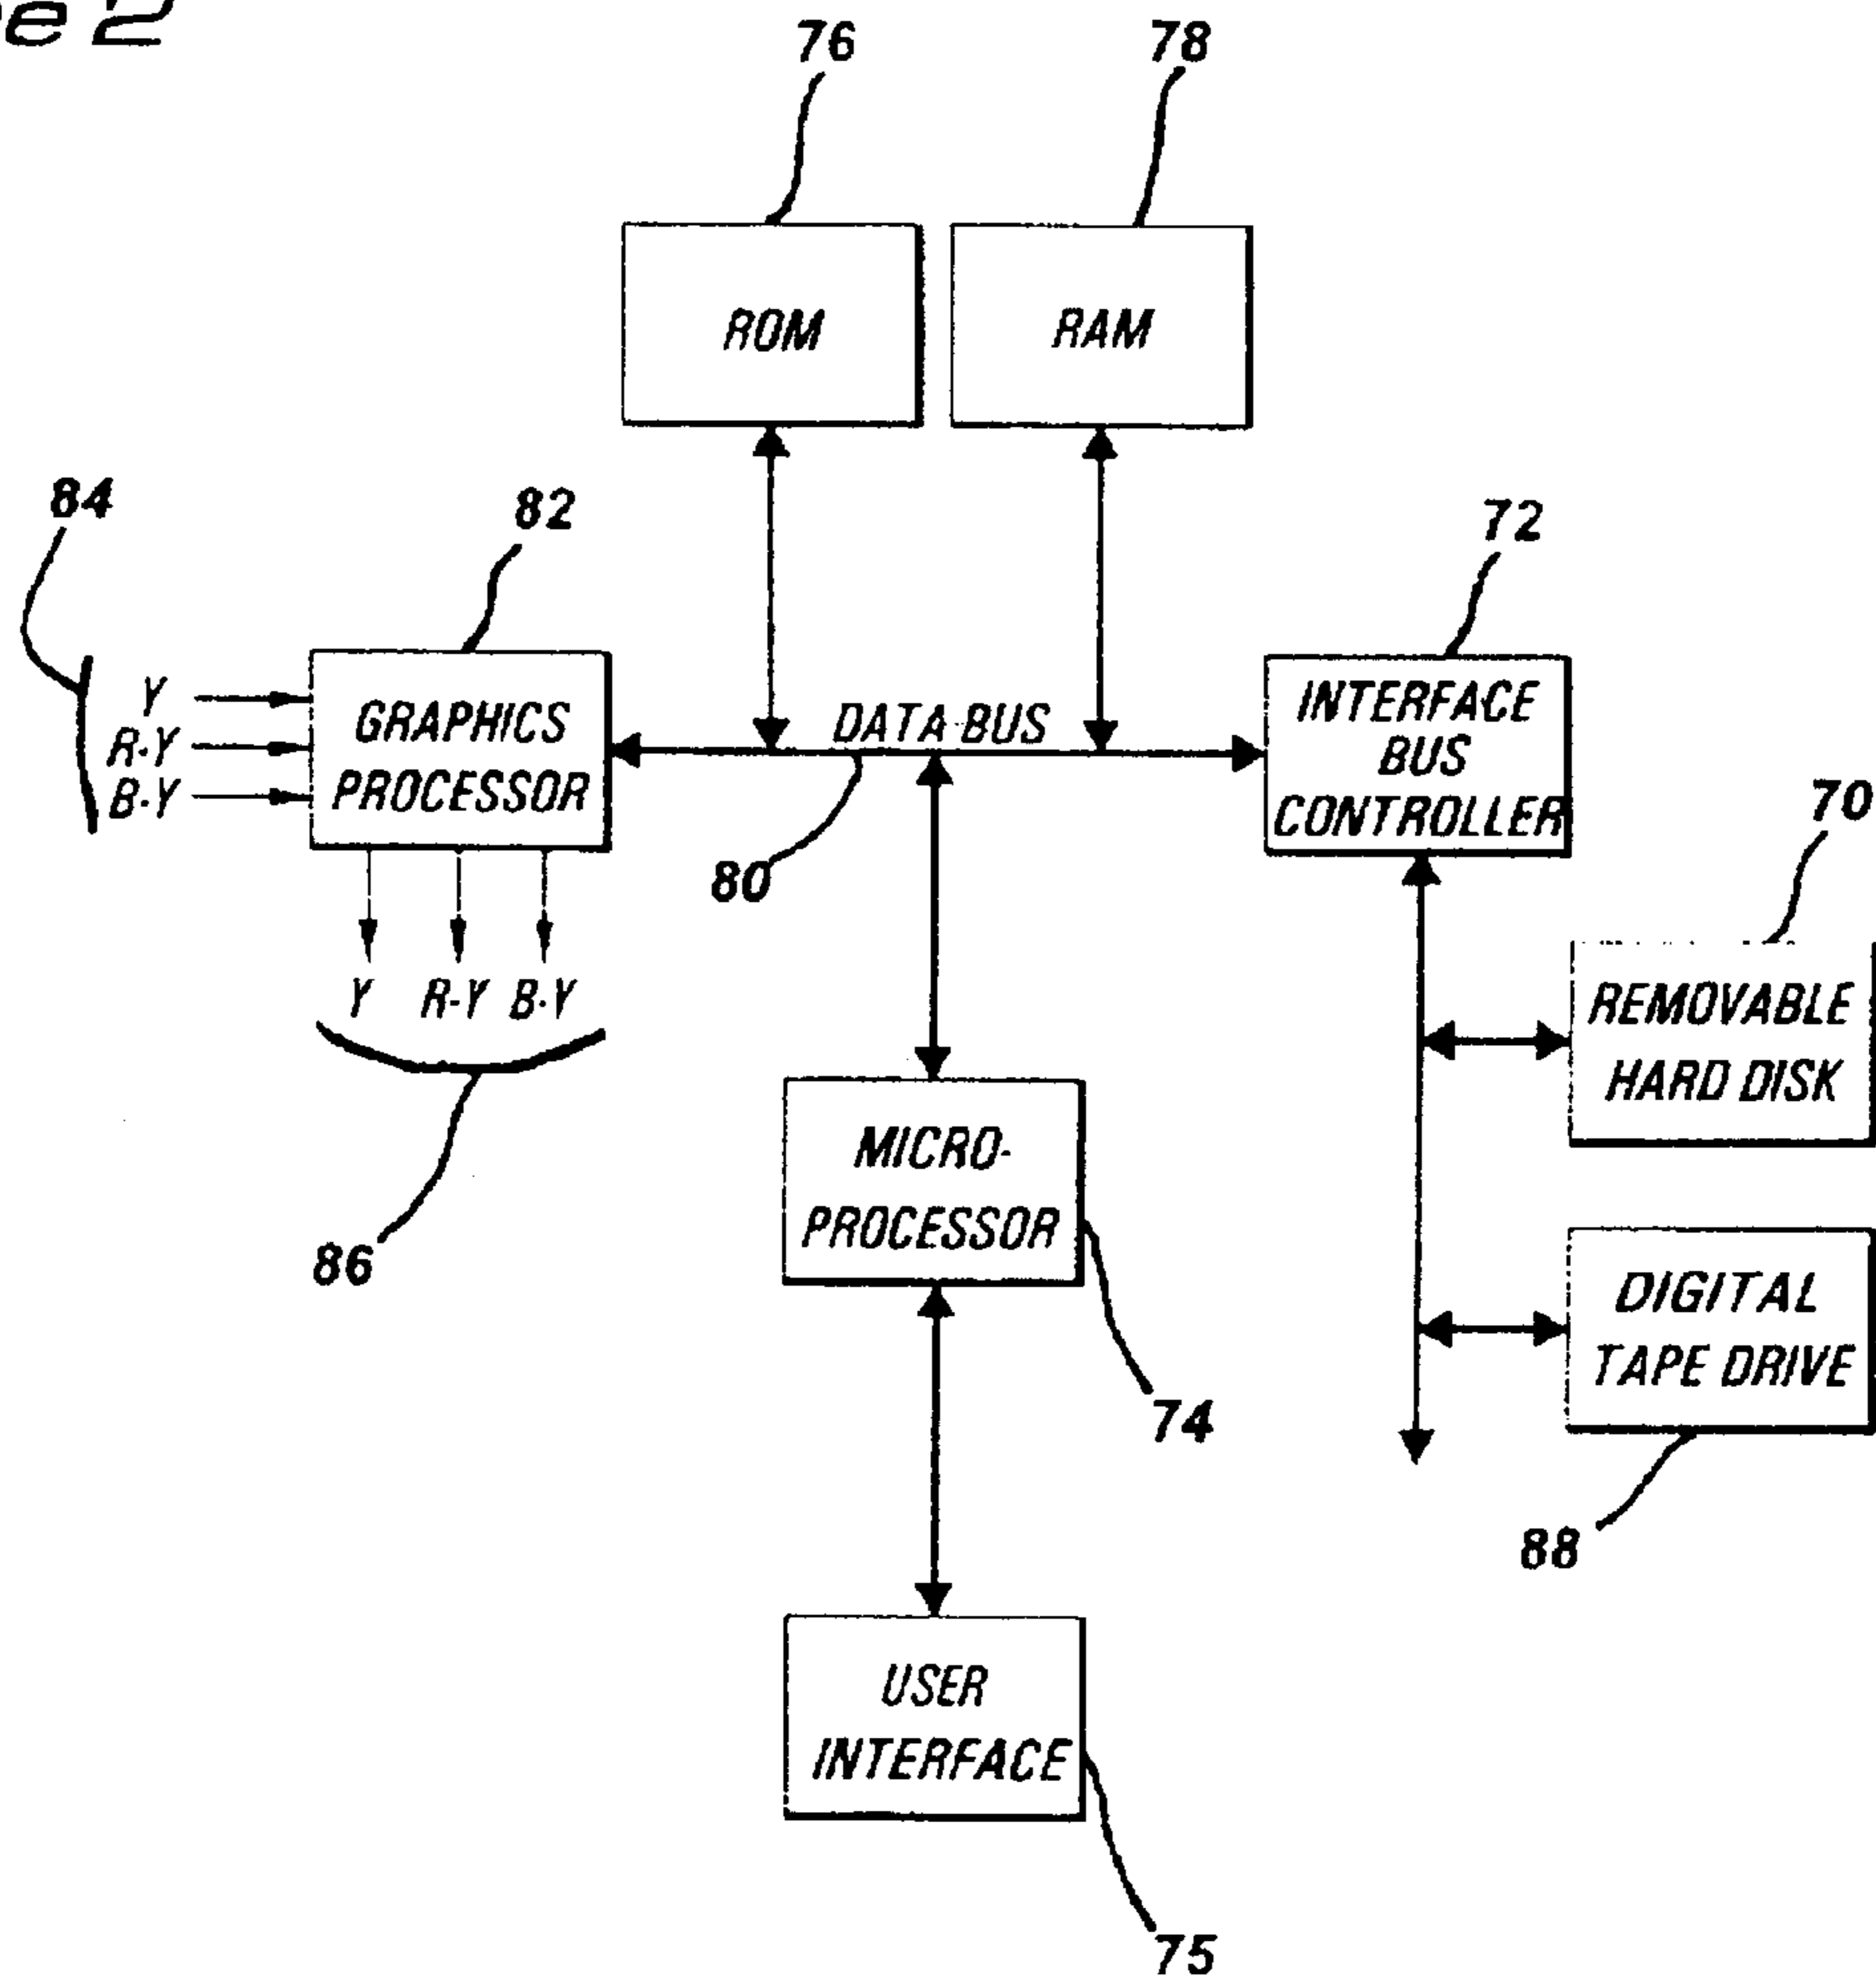 e 2
76
78
ROM
RAM
84
82
72
Y
R-Y
B-Y
GRAPHICS
PROCESSOR
DATA BUS
80
INTERFACE
BUS
CONTROLLER
70
Y R-Y B-Y
86
REMOVABLE
HARD DISK
MICRO-
PROCESSOR
74
DIGITAL
TAPE DRIVE
88
USER
INTERFACE
75